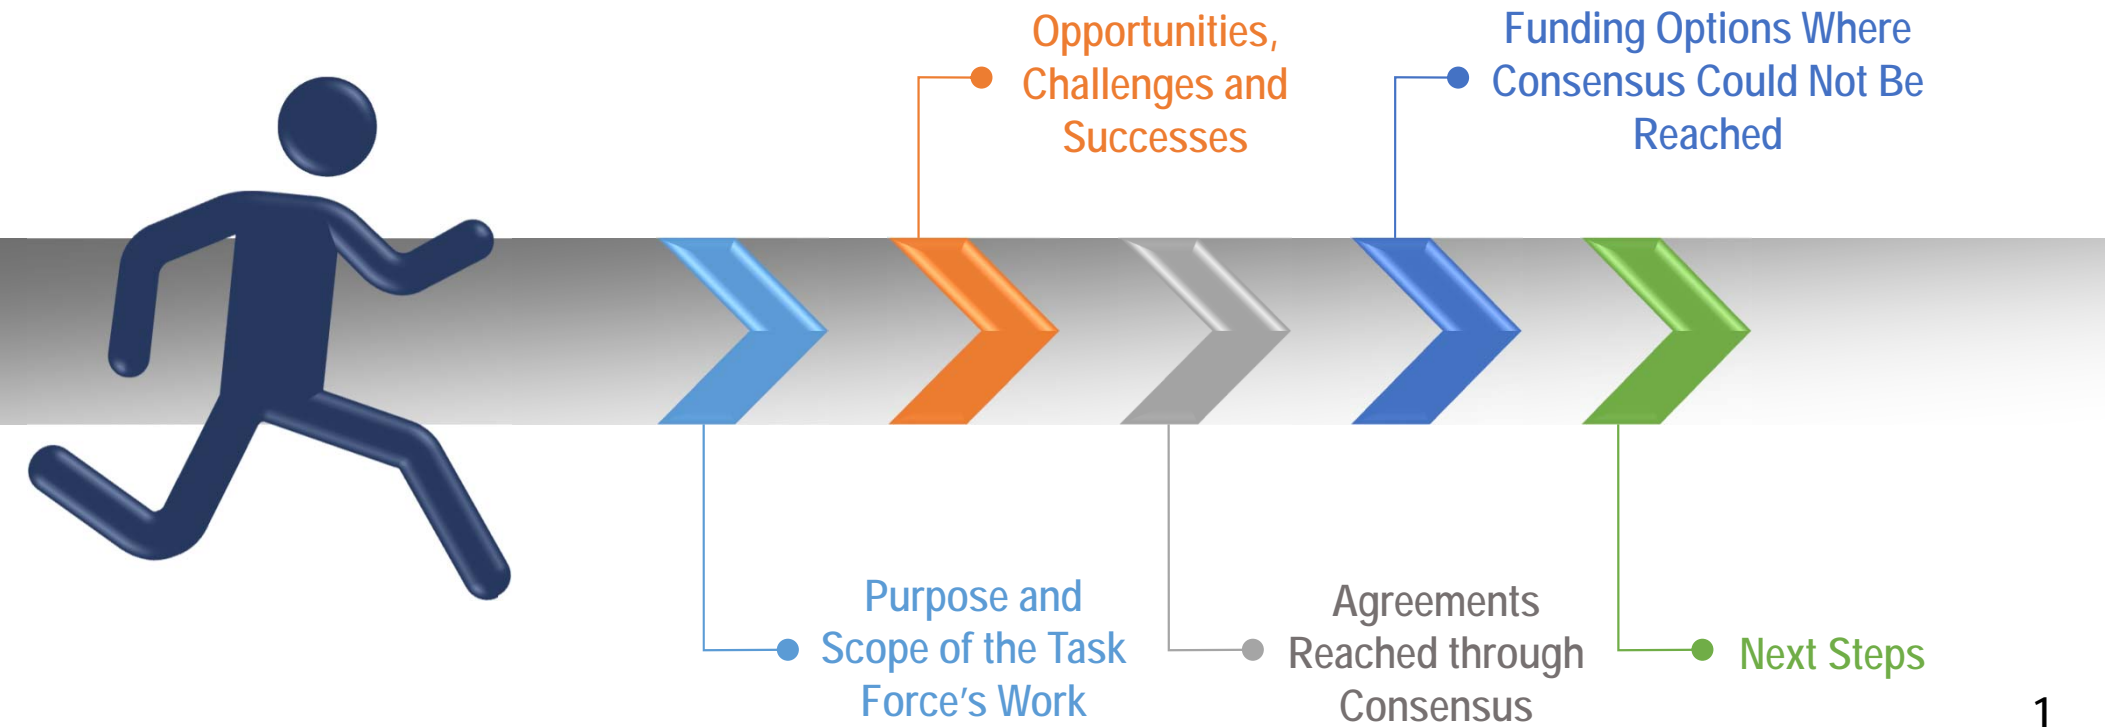 Opportunities,
Challenges and
Successes
Funding Options Where
Consensus Could Not Be
Reached
Purpose and
Scope of the Task
Force's Work
Agreements
Reached through
Consensus
Next Steps
1